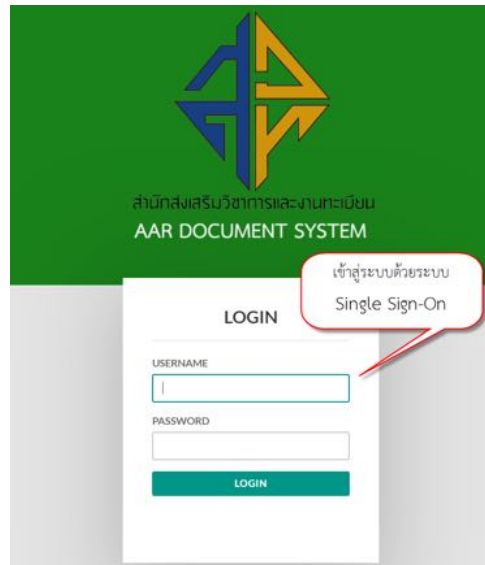 สำนักส่งเสริมวิชาการและงานทะเบียน
AAR DOCUMENT SYSTEM
เข้าสู่ระบบด้วยระบบ
Single Sign-On
LOGIN
USERNAME
PASSWORD
LOGIN